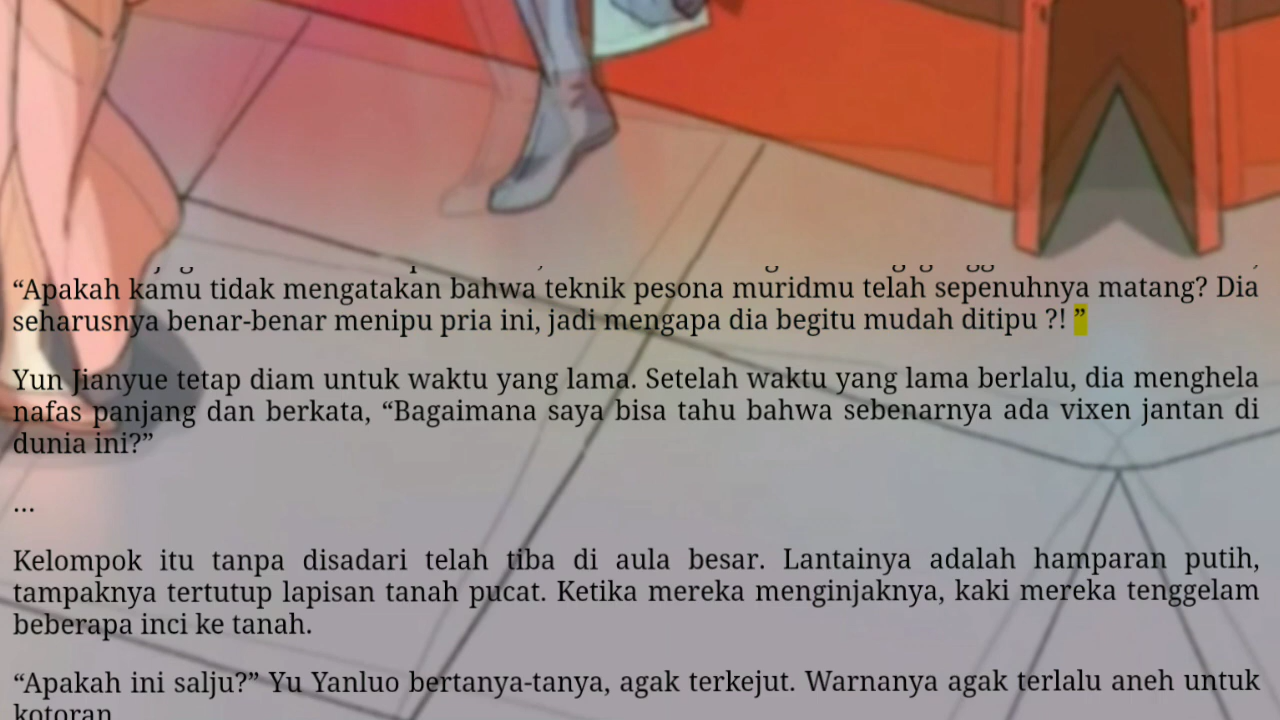 “Apakah kamu tidak mengatakan bahwa teknik pesona muridmu telah sepenuhnya matang? Dia
seharusnya benar-benar menipu pria ini, jadi mengapa dia begitu mudah ditipu ?! ”
Yun Jianyue tetap diam untuk waktu yang lama. Setelah waktu yang lama berlalu, dia menghela
nafas panjang dan berkata, “Bagaimana saya bisa tahu bahwa sebenarnya ada vixen jantan di
dunia ini?”
...
Kelompok itu tanpa disadari telah tiba di aula besar. Lantainya adalah hamparan putih,
tampaknya tertutup lapisan tanah pucat. Ketika mereka menginjaknya, kaki mereka tenggelam
beberapa inci ke tanah.
“Apakah ini salju?” Yu Yanluo bertanya-tanya, agak terkejut. Warnanya agak terlalu aneh untuk
kotoran